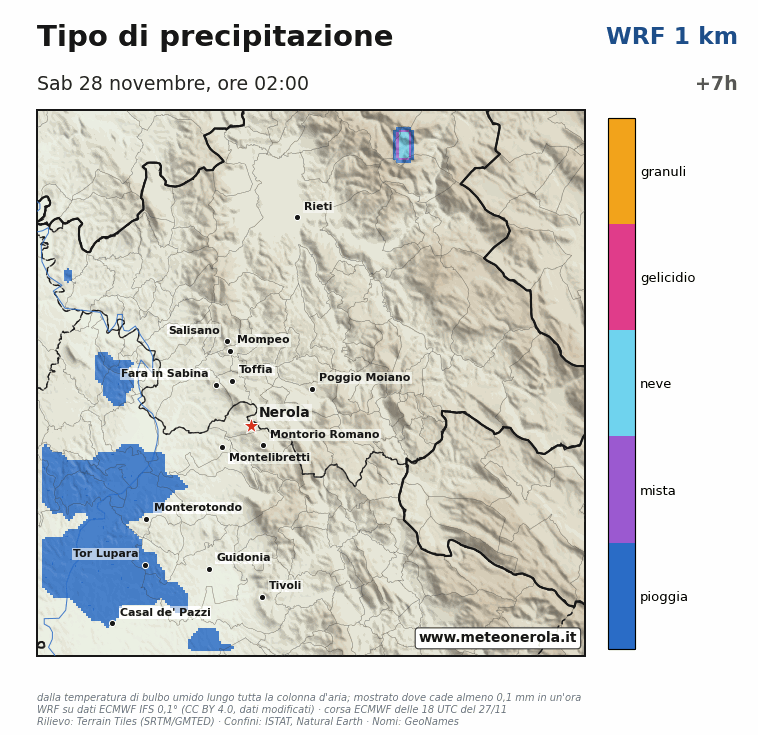 Tipo di precipitazione
WRF 1 km
Sab 28 novembre, ore 02:00
+7h
granuli
Rieti
gelicidio
Salisano
Mompeo
Fara in Sabina
Toffia
Poggio Moiano
neve
Nerola
Montorio Romano
Montelibretti
mista
Monterotondo
Tor Lupara
Guidonia
Tivoli
pioggia
Casal de' Pazzi
www.meteonerola.it
dalla temperatura di bulbo umido lungo tutta la colonna d'aria; mostrato dove cade almeno 0,1 mm in un'ora
WRF su dati ECMWF IFS 0,1° (CC BY 4.0, dati modificati) · corsa ECMWF delle 18 UTC del 27/11
Rilievo: Terrain Tiles (SRTM/GMTED) · Confini: ISTAT, Natural Earth · Nomi: GeoNames